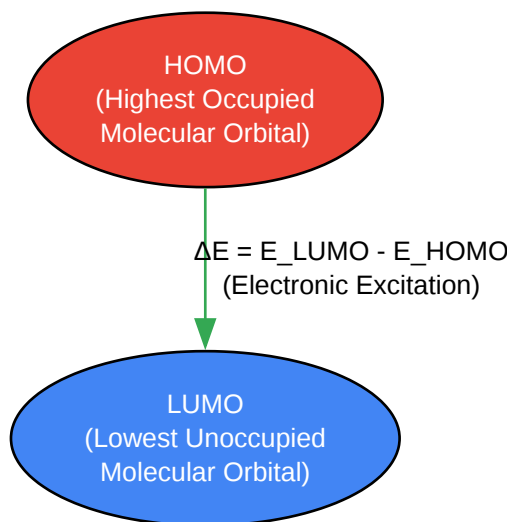 HOMO
(Highest Occupied
Molecular Orbital)
ΔE = E_LUMO - E_HOMO
(Electronic Excitation)
LUMO
(Lowest Unoccupied
Molecular Orbital)